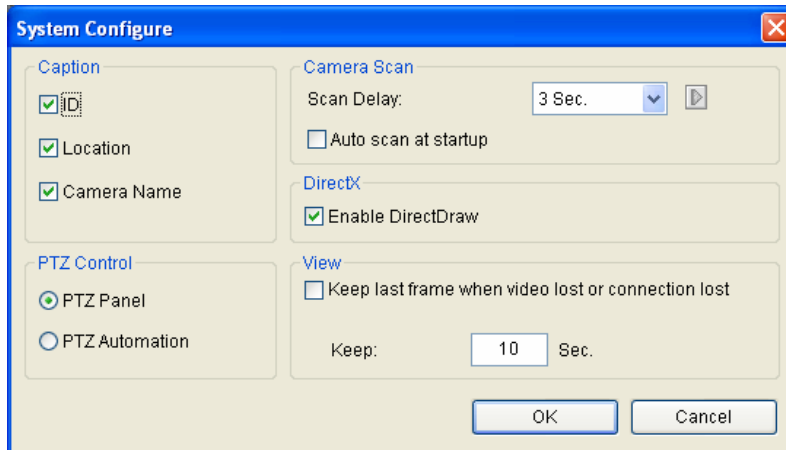 System Configure
Caption
ID
Location
Camera Name
PTZ Control
PTZ Panel
PTZ Automation
Camera Scan
Scan Delay: 3 Sec.
Auto scan at startup
DirectX
Enable DirectDraw
View
Keep last frame when video lost or connection lost
Keep: 10 Sec.
OK Cancel